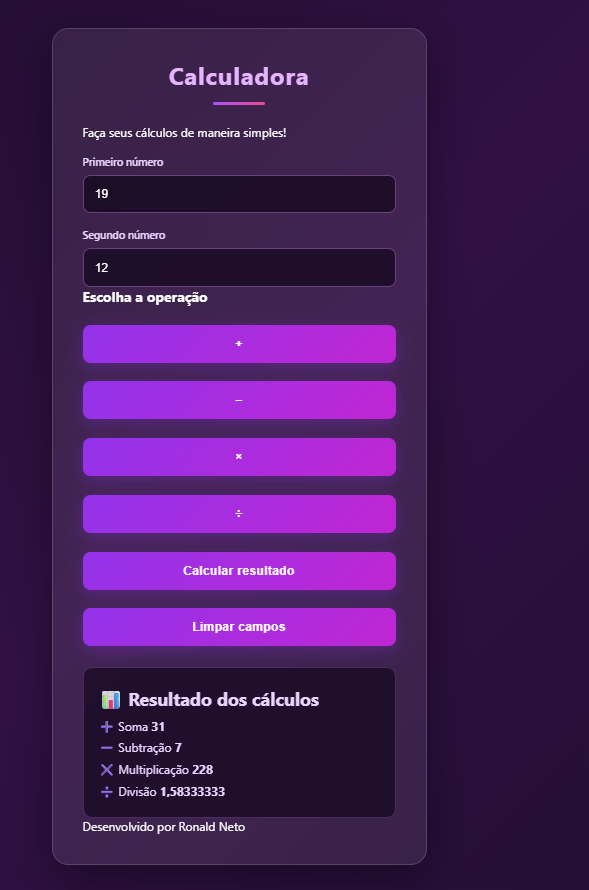 Calculadora
Faça seus cálculos de maneira simples!
Primeiro número
19
Segundo número
12
Escolha a operação
+
−
×
÷
Calcular resultado
Limpar campos
📊 Resultado dos cálculos
➕ Soma 31
➖ Subtração 7
✖ Multiplicação 228
➗ Divisão 1,58333333
Desenvolvido por Ronald Neto